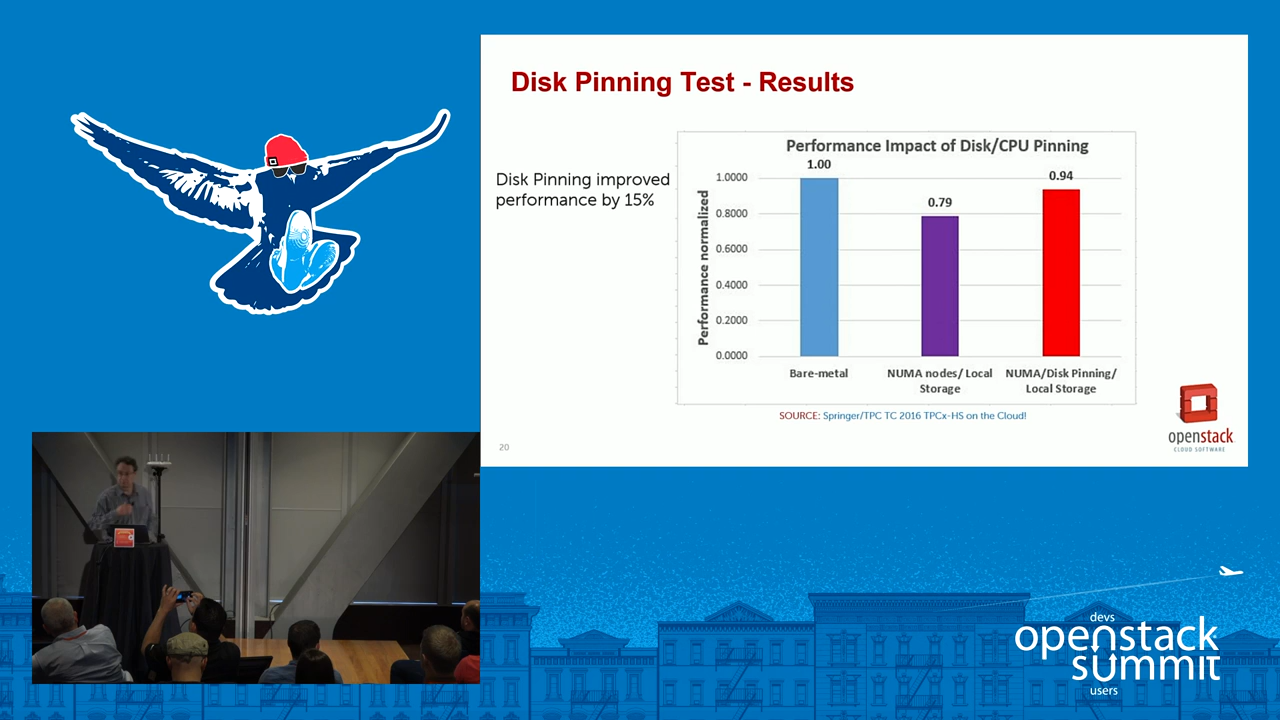 Disk Pinning Test - Results
Disk Pinning improved
performance by 15%
Performance Impact of Disk/CPU Pinning
Performance normalized
1.0000
0.8000
0.6000
0.4000
0.2000
0.0000
1.00
0.79
0.94
Bare-metal
NUMA nodes/ Local
Storage
NUMA/Disk Pinning/
Local Storage
SOURCE: Springer/TPC TC 2016 TPCx-HS on the Cloud!
20
openstack
CLOUD SOFTWARE
devs
openstack
summit
users